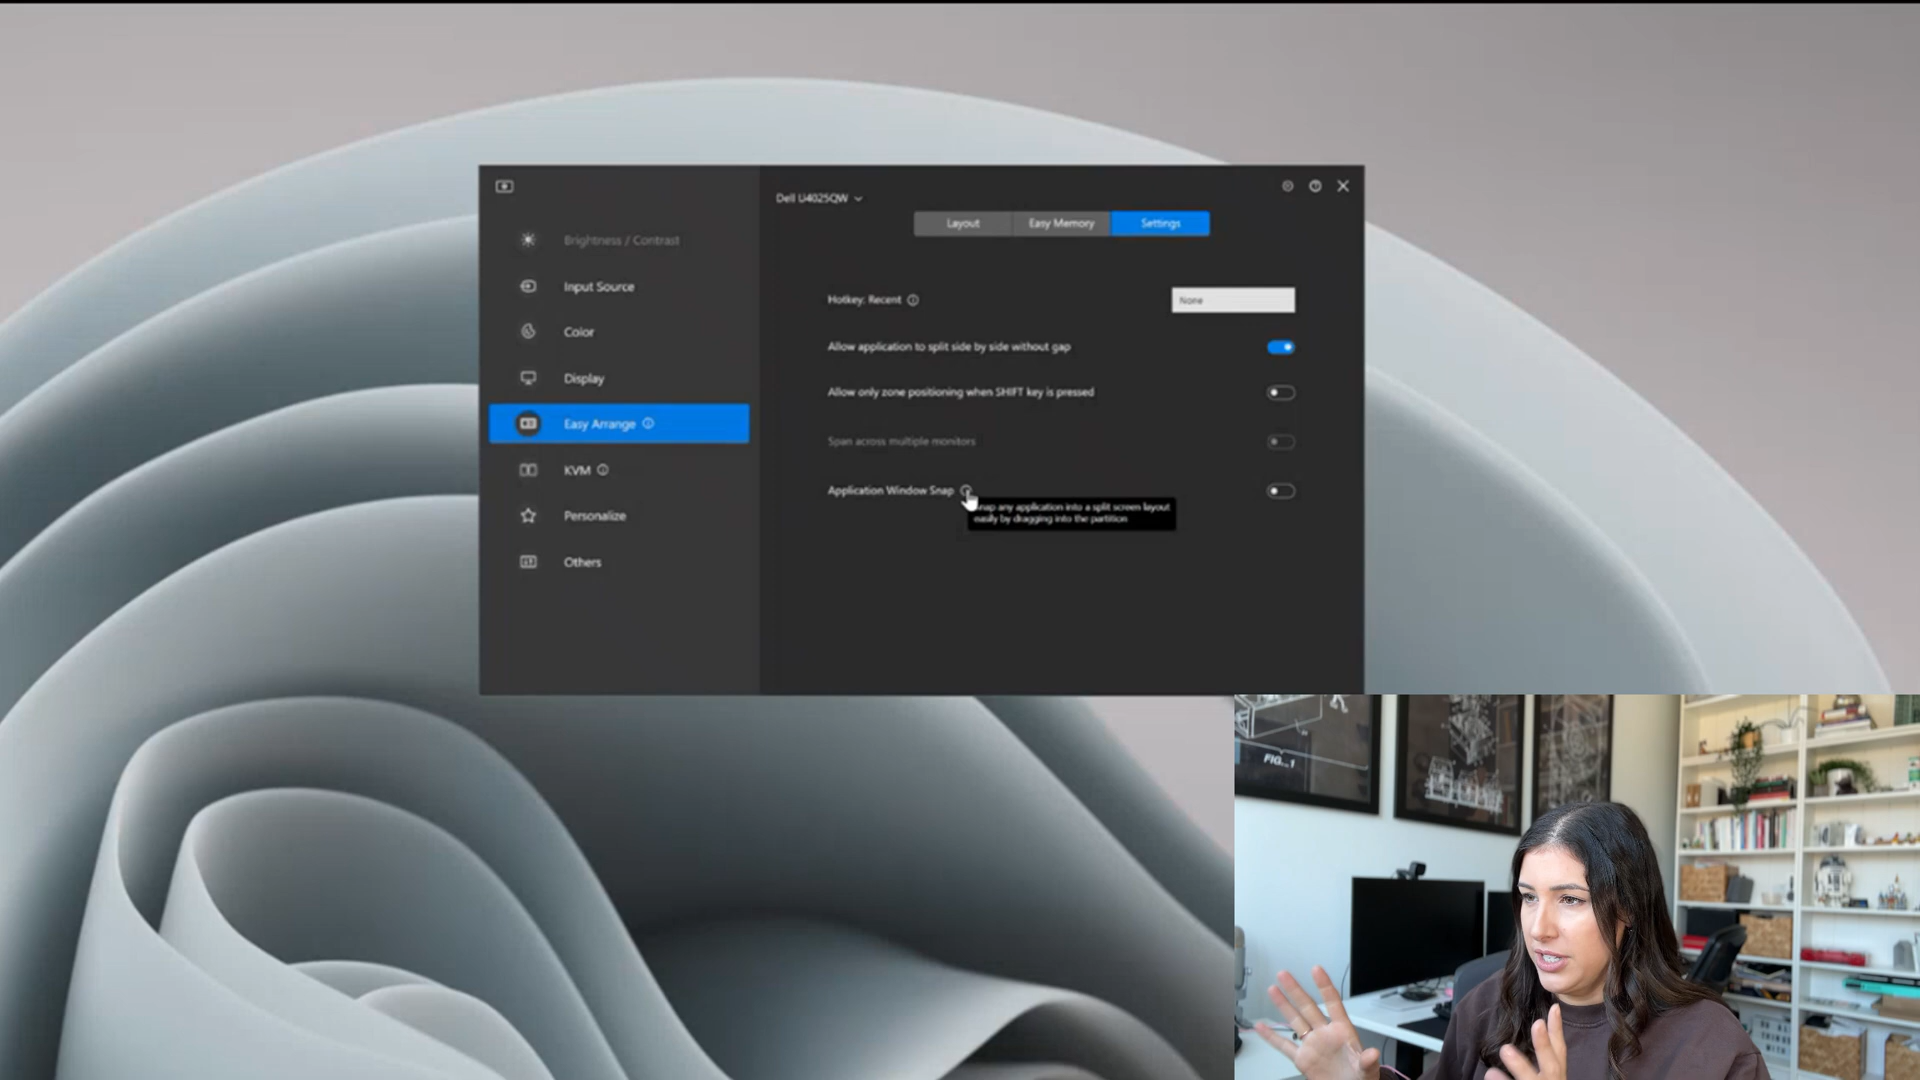 Dell U4025QW
Layout
Easy Memory
Settings
Brightness / Contrast
Input Source
Color
Display
Easy Arrange
KVM
Personalize
Others
Hotkey: Recent
None
Allow application to split side by side without gap
Allow only zone positioning when SHIFT key is pressed
Span across multiple monitors
Application Window Snap
snap any application into a split screen layout
easily by dragging into the partition
FIG..1